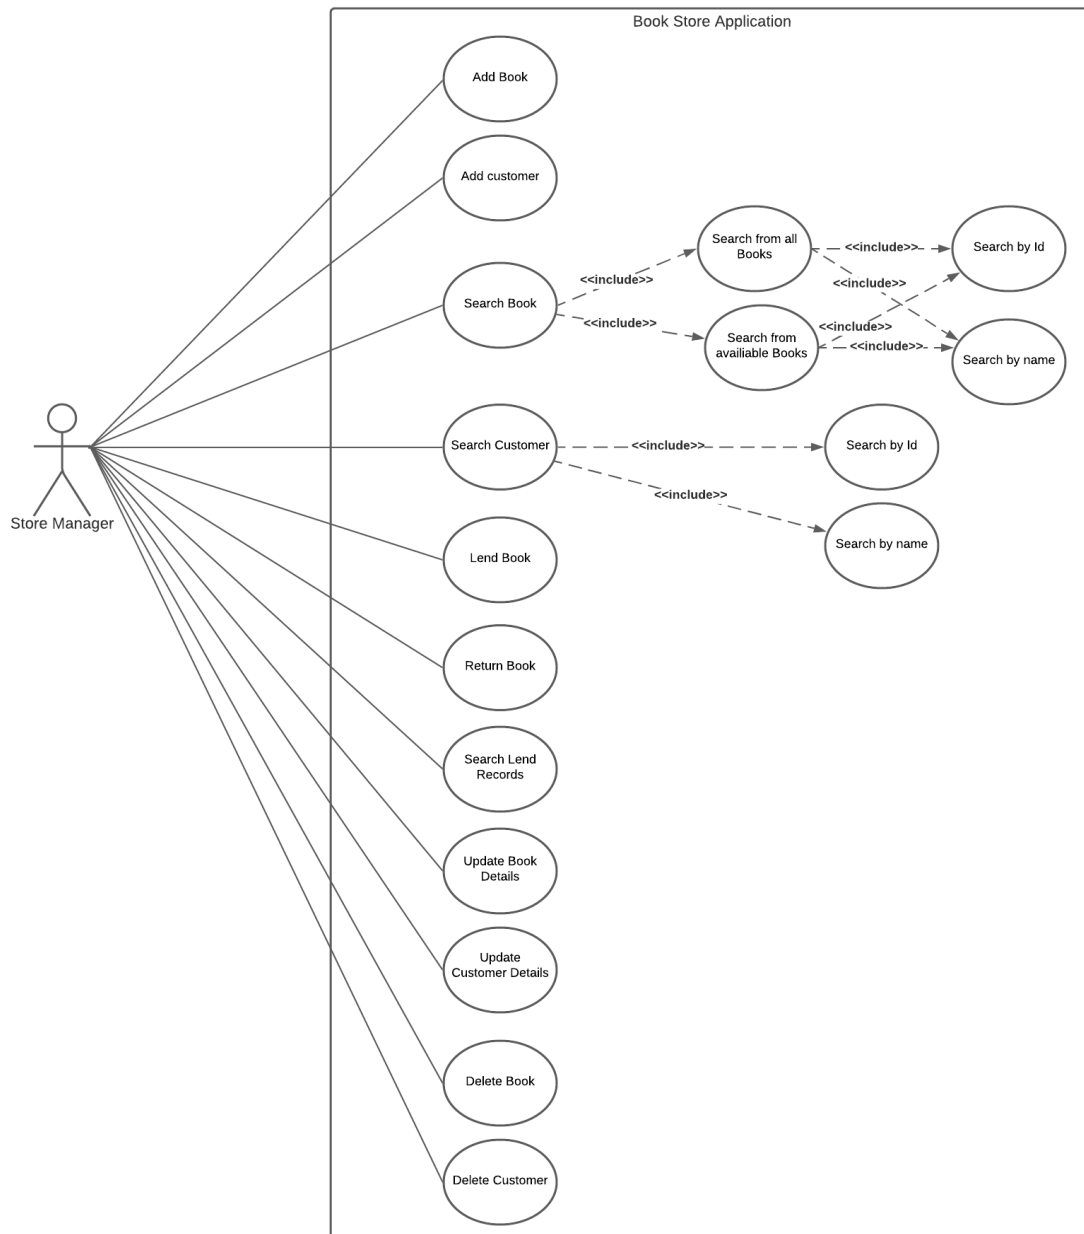 Book Store Application
Add Book
Add customer
Search from all
Books
<<include>>
Search by Id
<<include>>
<<include>>
Search Book
<<include>>
<<include>>
Search from
availiable Books
<<include>>
Search by name
Search Customer
<<include>>
Search by Id
<<include>>
Store Manager
Search by name
Lend Book
Return Book
Search Lend
Records
Update Book
Details
Update
Customer Details
Delete Book
Delete Customer